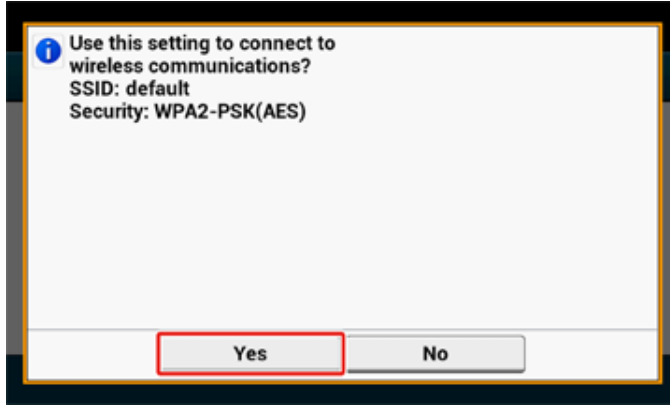 Use this setting to connect to
wireless communications?
SSID: default
Security: WPA2-PSK(AES)
Yes
No